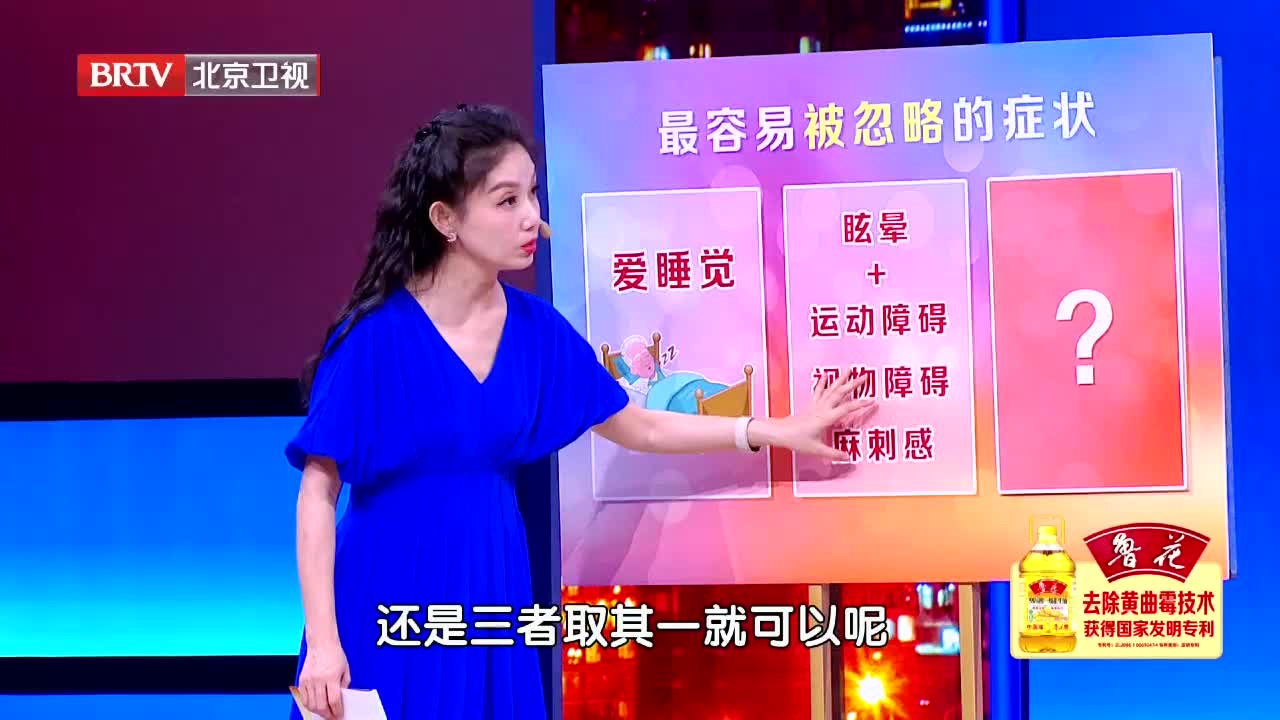 BRTV 北京卫视
最容易被忽略的症状
爱睡觉
zz
眩晕
+
运动障碍
视物障碍
麻刺感
?
鲁花
去除黄曲霉技术
获得国家发明专利
还是三者取其一就可以呢